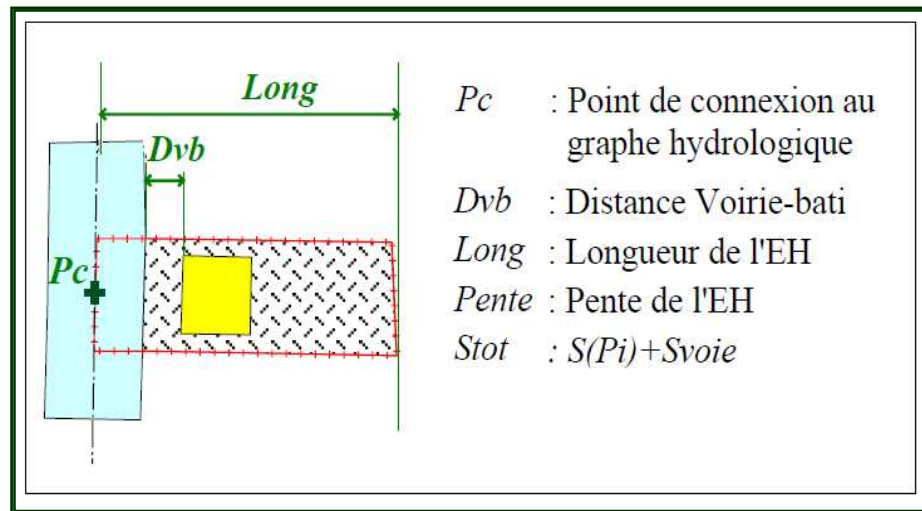 Long
Dvb
Pc
Pc : Point de connexion au
graphe hydrologique
Dvb : Distance Voirie-bati
Long : Longueur de l'EH
Pente : Pente de l'EH
Stot : S(Pi)+Svoie